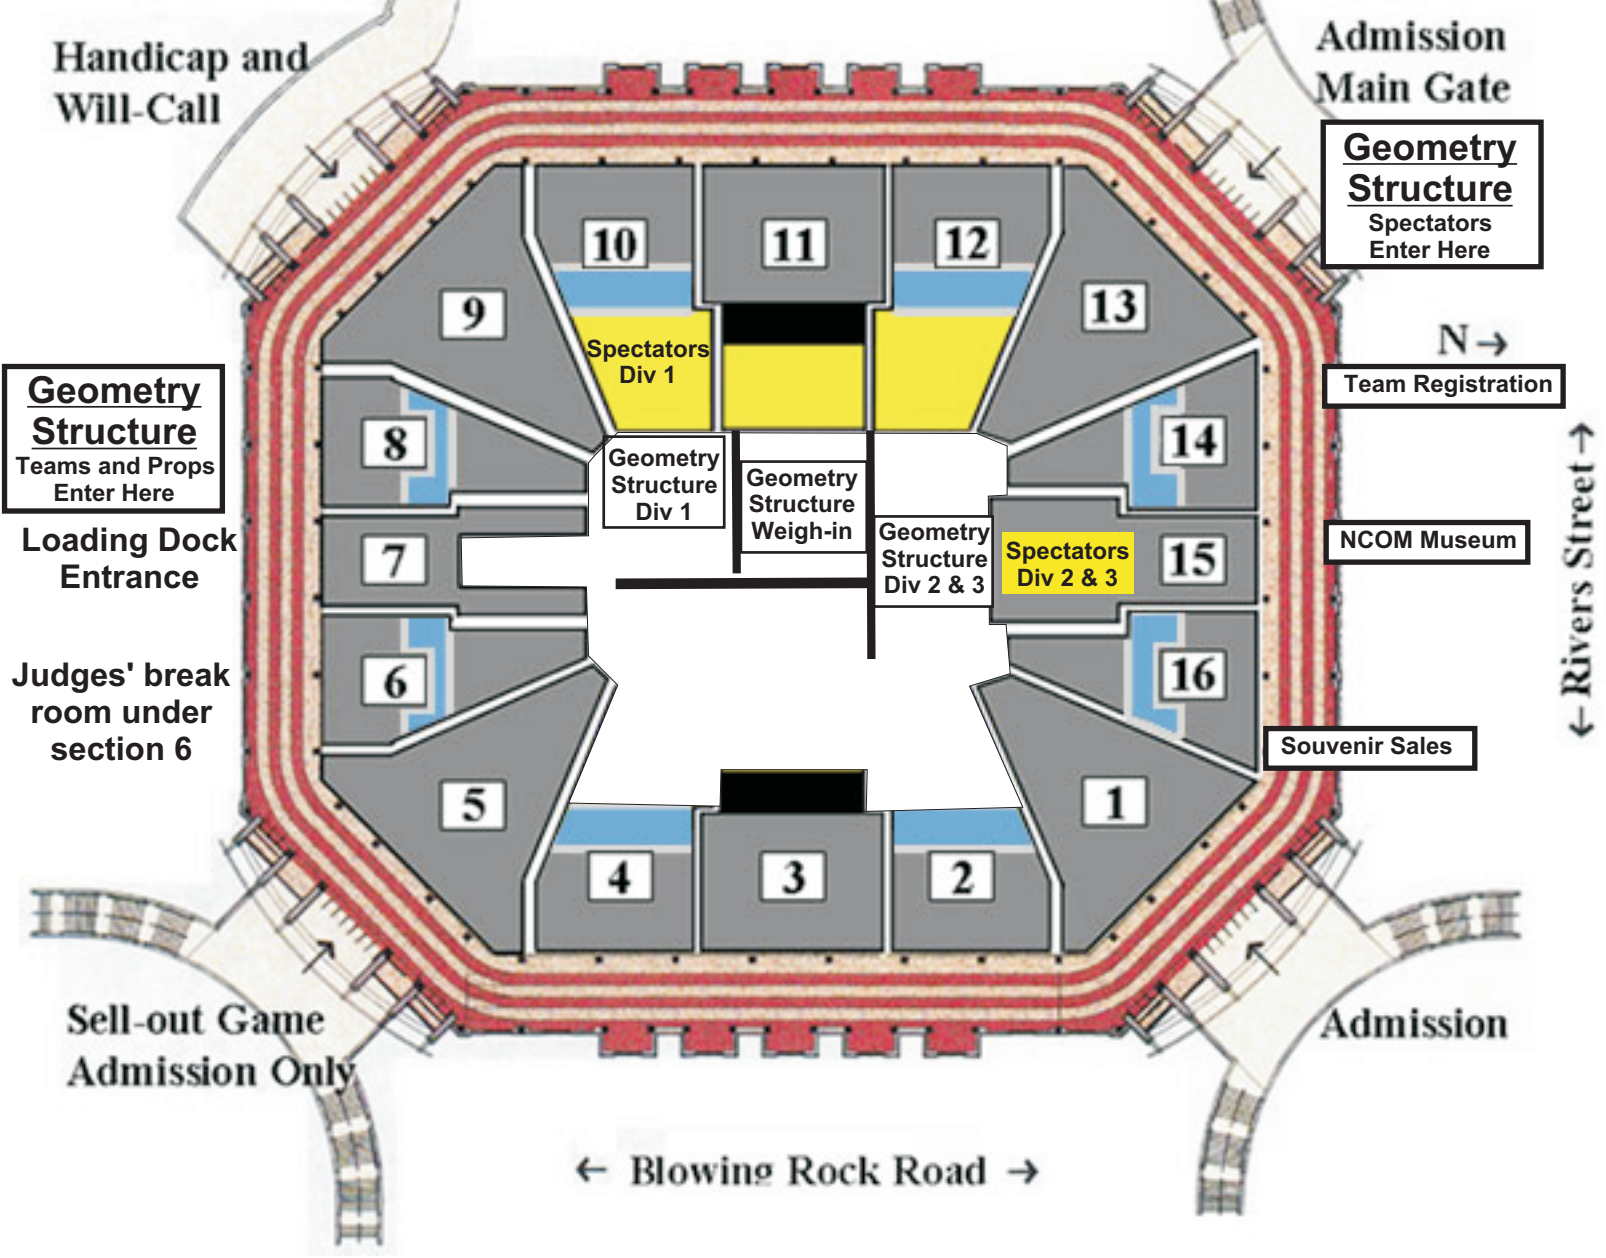 Handicap and
Will-Call
Admission
Main Gate
Geometry
Structure
Spectators
Enter Here
10
11
12
9
13
N →
Spectators
Div 1
Team Registration
Geometry
Structure
Teams and Props
Enter Here
8
14
Geometry
Structure
Div 1
Geometry
Structure
Weigh-in
Geometry
Structure
Div 2 & 3
Spectators
Div 2 & 3
Loading Dock
Entrance
7
15
NCOM Museum
← Rivers Street →
Judges' break
room under
section 6
6
16
Souvenir Sales
5
1
4
3
2
Sell-out Game
Admission Only
Admission
← Blowing Rock Road →